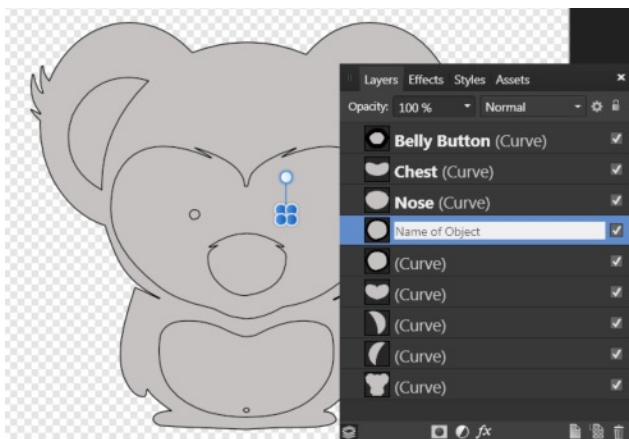 Layers Effects Styles Assets ×
Opacity: 100 % Normal
Belly Button (Curve)
Chest (Curve)
Nose (Curve)
Name of Object
(Curve)
(Curve)
(Curve)
(Curve)
(Curve)
fx